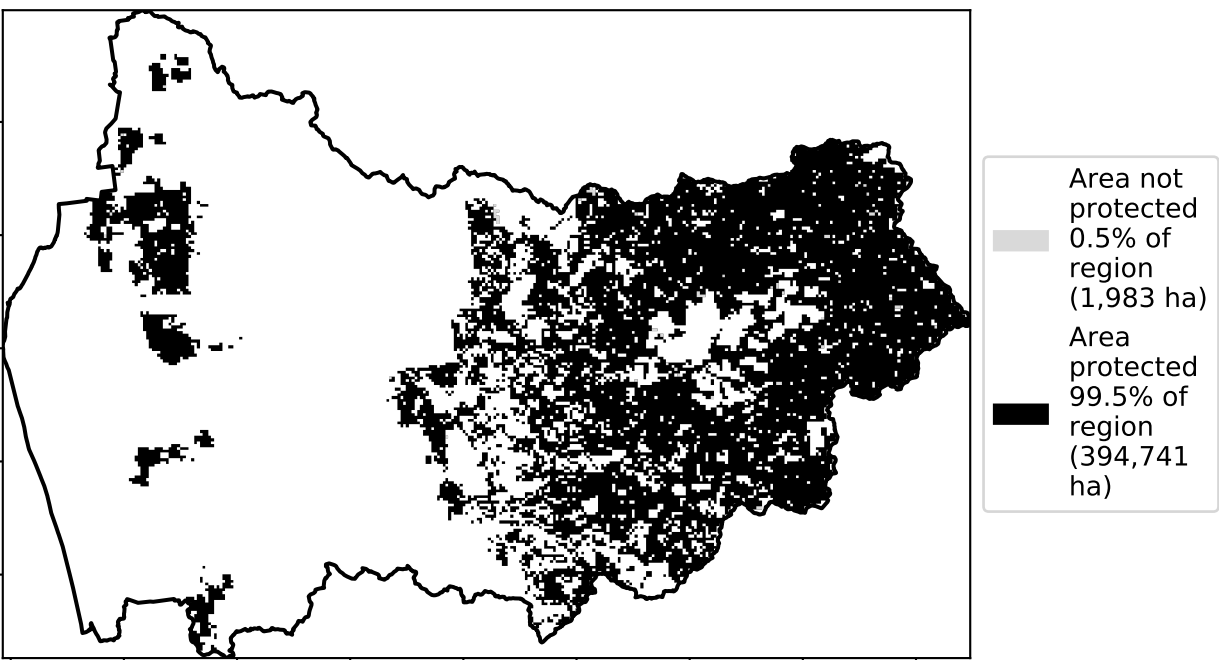 Area not
protected
0.5% of
region
(1,983 ha)
Area
protected
99.5% of
region
(394,741
ha)